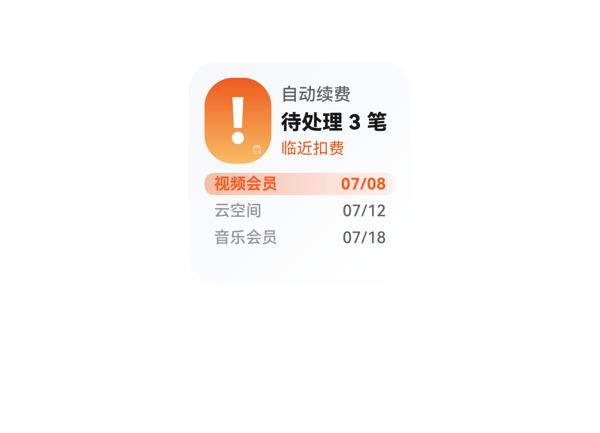 自动续费
待处理 3 笔
临近扣费
视频会员 07/08
云空间 07/12
音乐会员 07/18